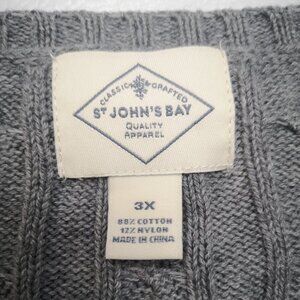 CLASSIC CRAFTED
ST JOHN'S BAY
QUALITY
APPAREL
3X
88% COTTON
12% NYLON
MADE IN CHINA